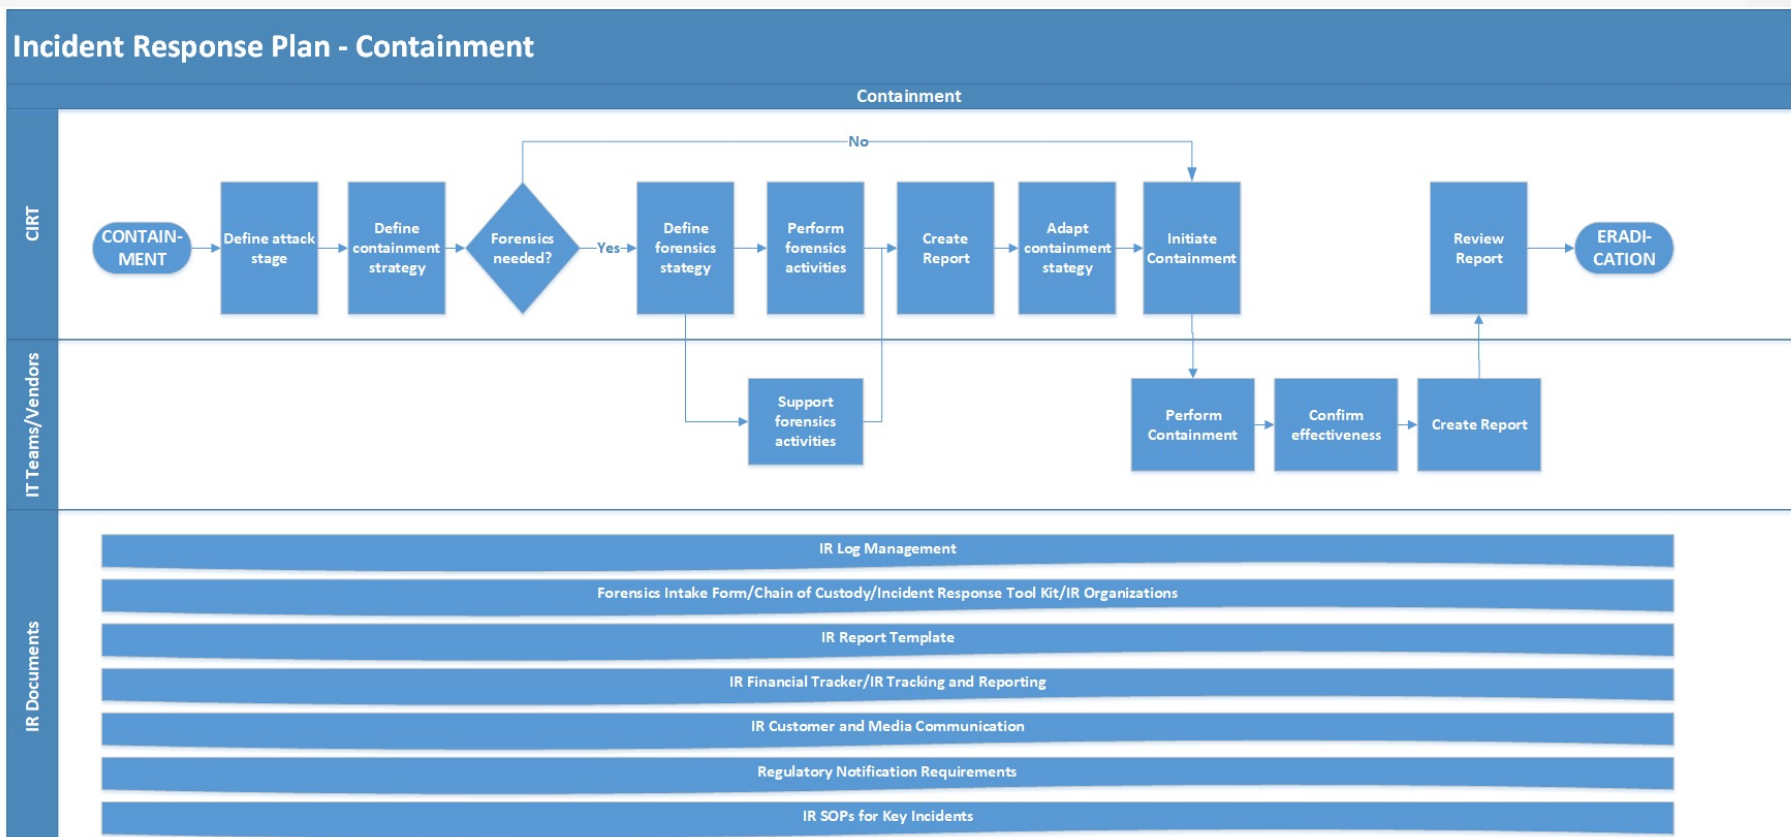 Incident Response Plan - Containment
Containment
CIRT
No
CONTAIN-
MENT
Define attack
stage
Define
containment
strategy
Forensics
needed?
Yes
Define
forensics
stategy
Perform
forensics
activities
Create
Report
Adapt
containment
stategy
Initiate
Containment
Review
Report
ERADI-
CATION
IT Teams/Vendors
Support
forensics
activities
Perform
Containment
Confirm
effectiveness
Create Report
IR Documents
IR Log Management
Forensics Intake Form/Chain of Custody/Incident Response Tool Kit/IR Organizations
IR Report Template
IR Financial Tracker/IR Tracking and Reporting
IR Customer and Media Communication
Regulatory Notification Requirements
IR SOPs for Key Incidents